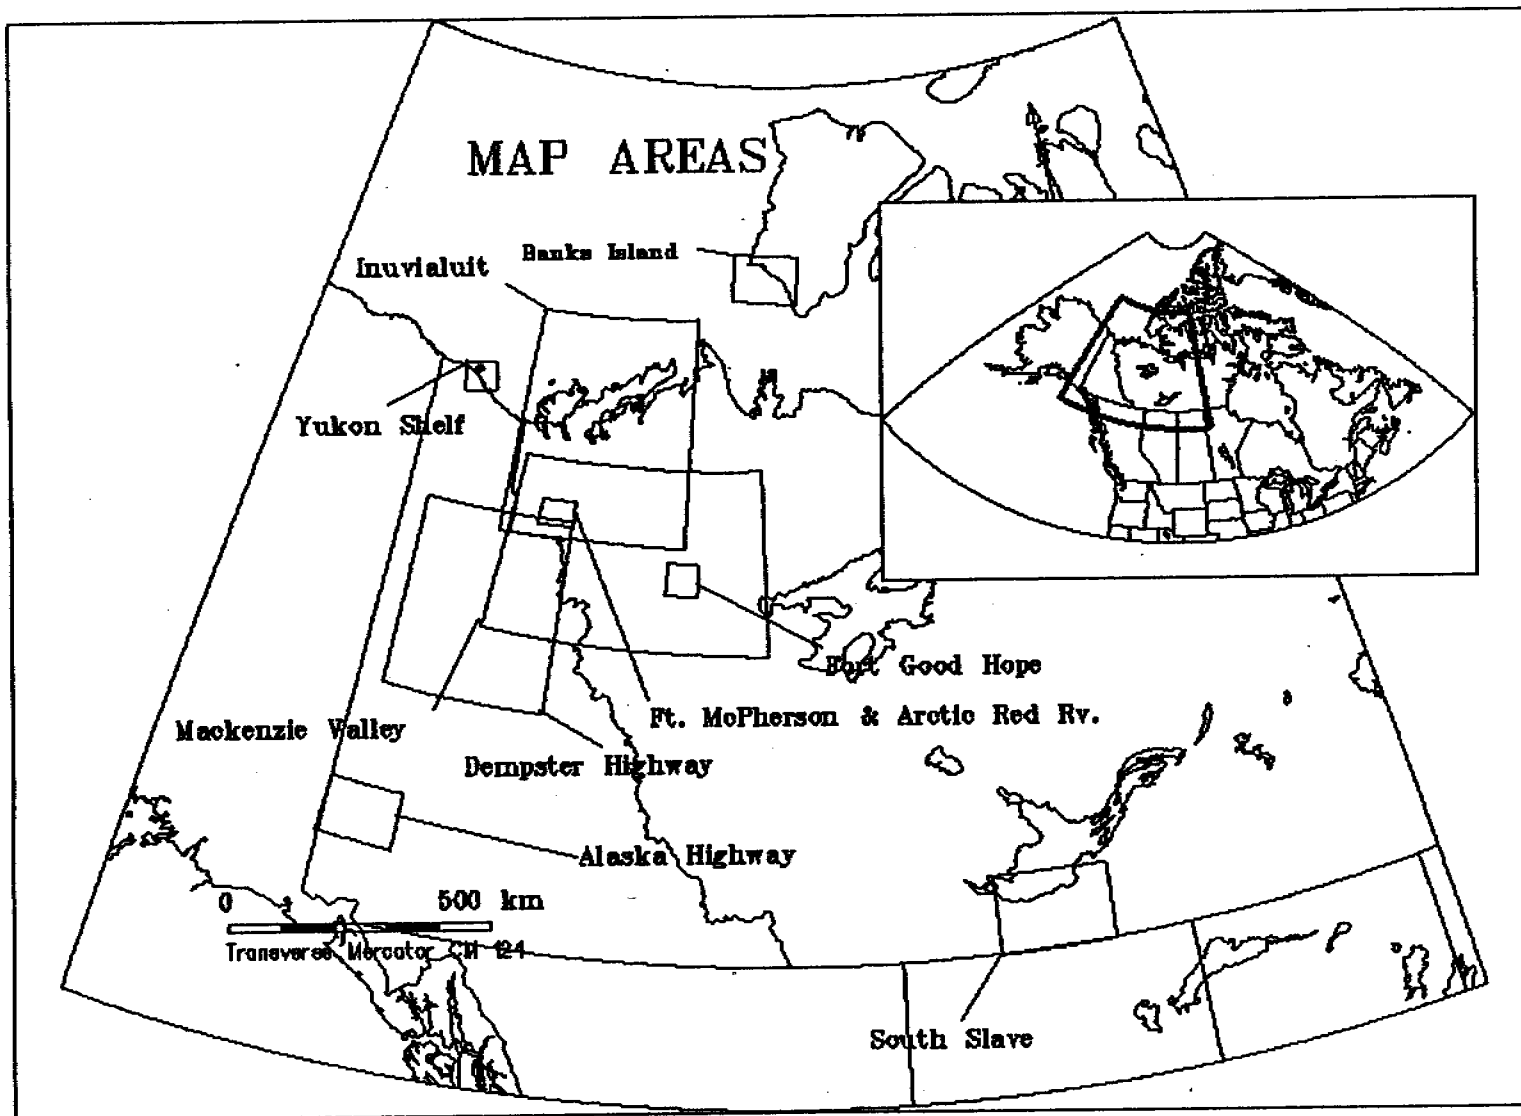 MAP AREAS
Banks Island
Inuvialuit
Yukon Shelf
Fort Good Hope
Ft. McPherson & Arctic Red Rv.
Mackenzie Valley
Dempster Highway
Alaska Highway
0 500 km
Transverse Mercator CM 124
South Slave